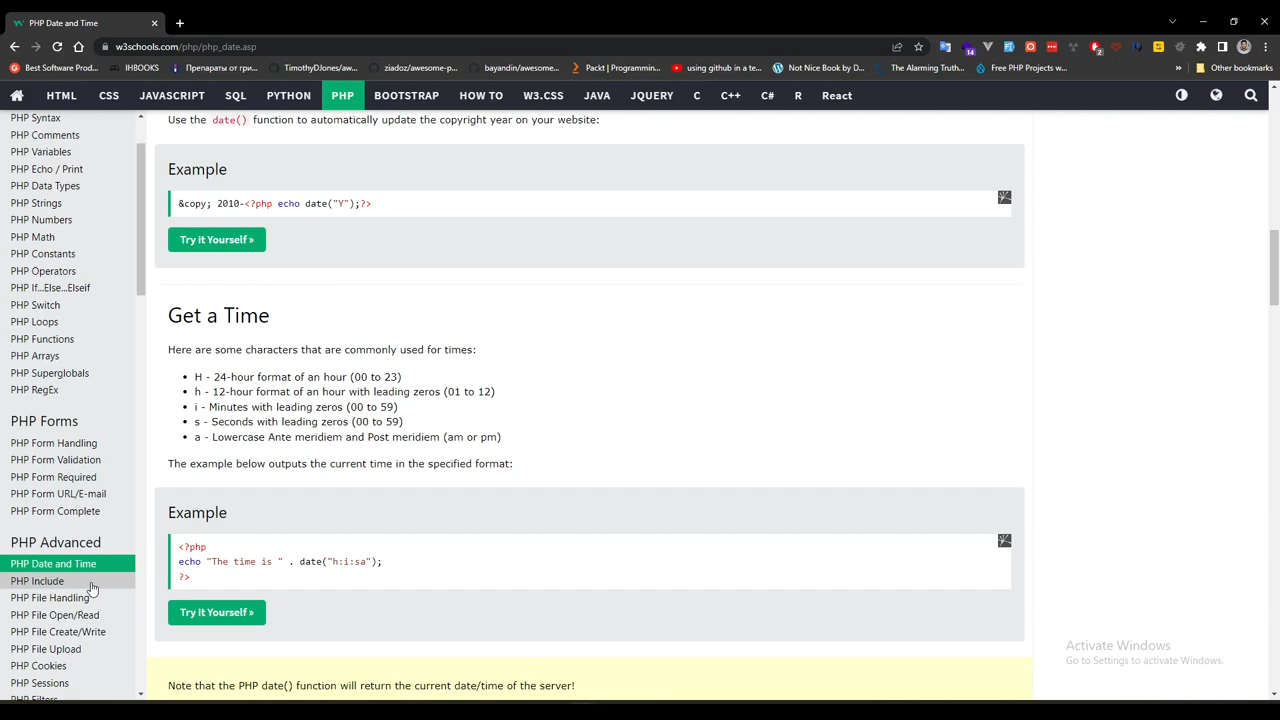 PHP Date and Time
w3schools.com/php/php_date.asp
14
2
Best Software Prod...
IHBOOKS
Препараты от гри...
TimothyDJones/aw...
ziadoz/awesome-p...
bayandin/awesome...
Packt | Programmin...
using github in a te...
Not Nice Book by D...
The Alarming Truth...
Free PHP Projects w...
»
Other bookmarks
HTML
CSS
JAVASCRIPT
SQL
PYTHON
PHP
BOOTSTRAP
HOW TO
W3.CSS
JAVA
JQUERY
C
C++
C#
R
React
PHP Syntax
PHP Comments
PHP Variables
PHP Echo / Print
PHP Data Types
PHP Strings
PHP Numbers
PHP Math
PHP Constants
PHP Operators
PHP If...Else...Elseif
PHP Switch
PHP Loops
PHP Functions
PHP Arrays
PHP Superglobals
PHP RegEx
PHP Forms
PHP Form Handling
PHP Form Validation
PHP Form Required
PHP Form URL/E-mail
PHP Form Complete
PHP Advanced
PHP Date and Time
PHP Include
PHP File Handling
PHP File Open/Read
PHP File Create/Write
PHP File Upload
PHP Cookies
PHP Sessions
PHP Filters
Use the date() function to automatically update the copyright year on your website:
Example
&copy; 2010-<?php echo date("Y");?>
Try it Yourself »
Get a Time
Here are some characters that are commonly used for times:
• H - 24-hour format of an hour (00 to 23)
• h - 12-hour format of an hour with leading zeros (01 to 12)
• i - Minutes with leading zeros (00 to 59)
• s - Seconds with leading zeros (00 to 59)
• a - Lowercase Ante meridiem and Post meridiem (am or pm)
The example below outputs the current time in the specified format:
Example
<?php
echo "The time is " . date("h:i:sa");
?>
Try it Yourself »
Note that the PHP date() function will return the current date/time of the server!
Activate Windows
Go to Settings to activate Windows.